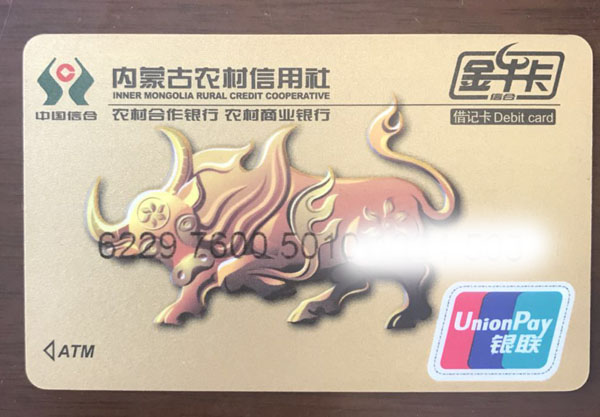 内蒙古农村信用社
INNER MONGOLIA RURAL CREDIT COOPERATIVE
中国信合
农村合作银行 农村商业银行
金牛卡
信合
借记卡 Debit card
6229 7600 5010
ATM
UnionPay
银联